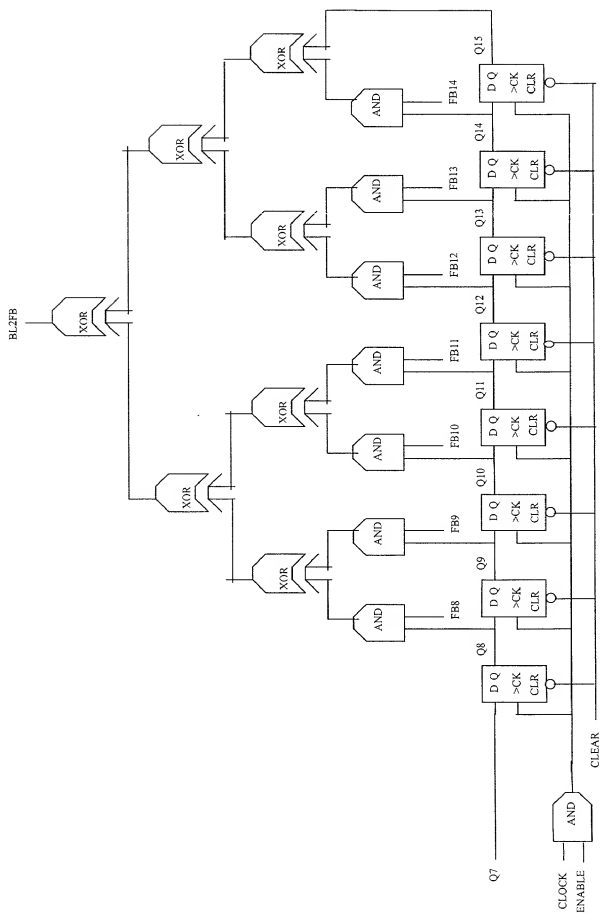 BL2FB
XOR
XOR
XOR
XOR
XOR
XOR
XOR
AND
AND
AND
AND
AND
AND
AND
FB8
FB9
FB10
FB11
FB12
FB13
FB14
Q7
Q8
Q9
Q10
Q11
Q12
Q13
Q14
Q15
D Q
>CK
CLR
D Q
>CK
CLR
D Q
>CK
CLR
D Q
>CK
CLR
D Q
>CK
CLR
D Q
>CK
CLR
D Q
>CK
CLR
D Q
>CK
CLR
CLOCK
ENABLE
AND
CLEAR